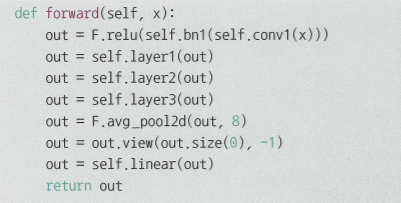 def forward(self, x):
    out = F.relu(self.bn1(self.conv1(x)))
    out = self.layer1(out)
    out = self.layer2(out)
    out = self.layer3(out)
    out = F.avg_pool2d(out, 8)
    out = out.view(out.size(0), -1)
    out = self.linear(out)
    return out